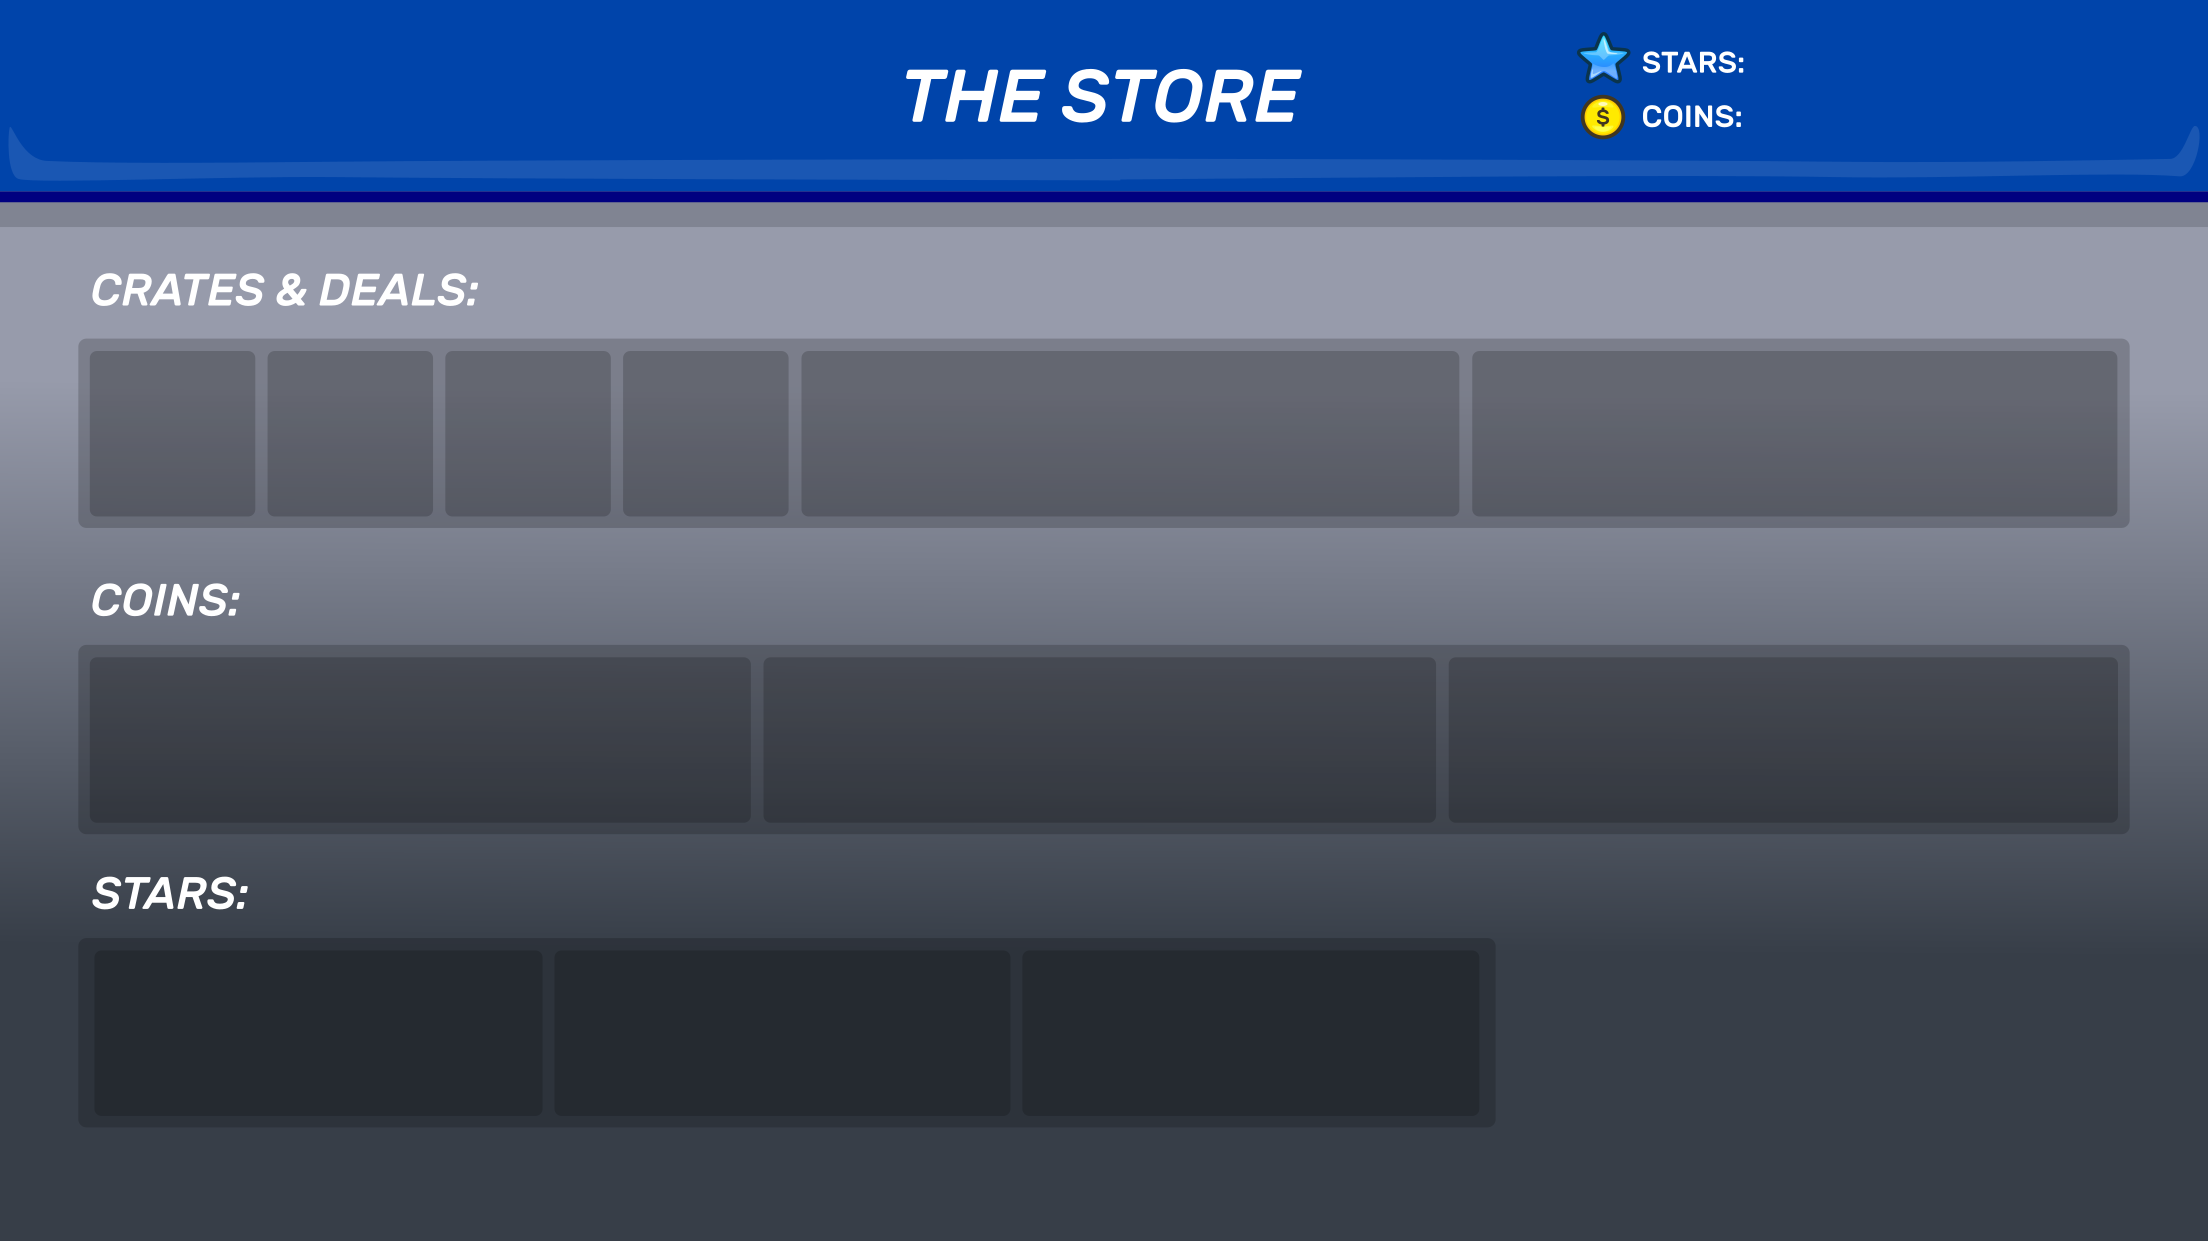 THE STORE
STARS:
$
COINS:
CRATES & DEALS:
COINS:
STARS: